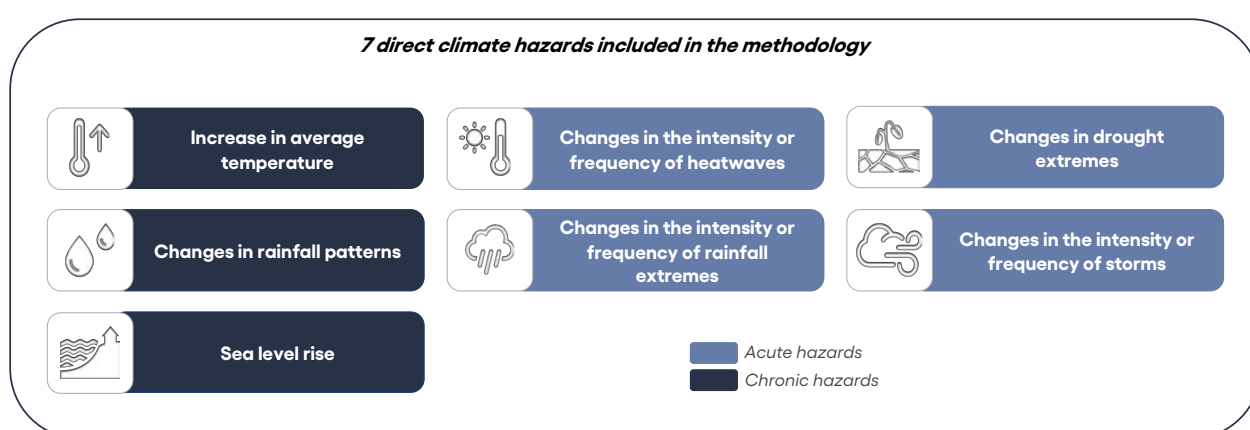 7 direct climate hazards included in the methodology
Increase in average
temperature
Changes in the intensity or
frequency of heatwaves
Changes in drought
extremes
Changes in rainfall patterns
Changes in the intensity or
frequency of rainfall
extremes
Changes in the intensity or
frequency of storms
Sea level rise
Acute hazards
Chronic hazards